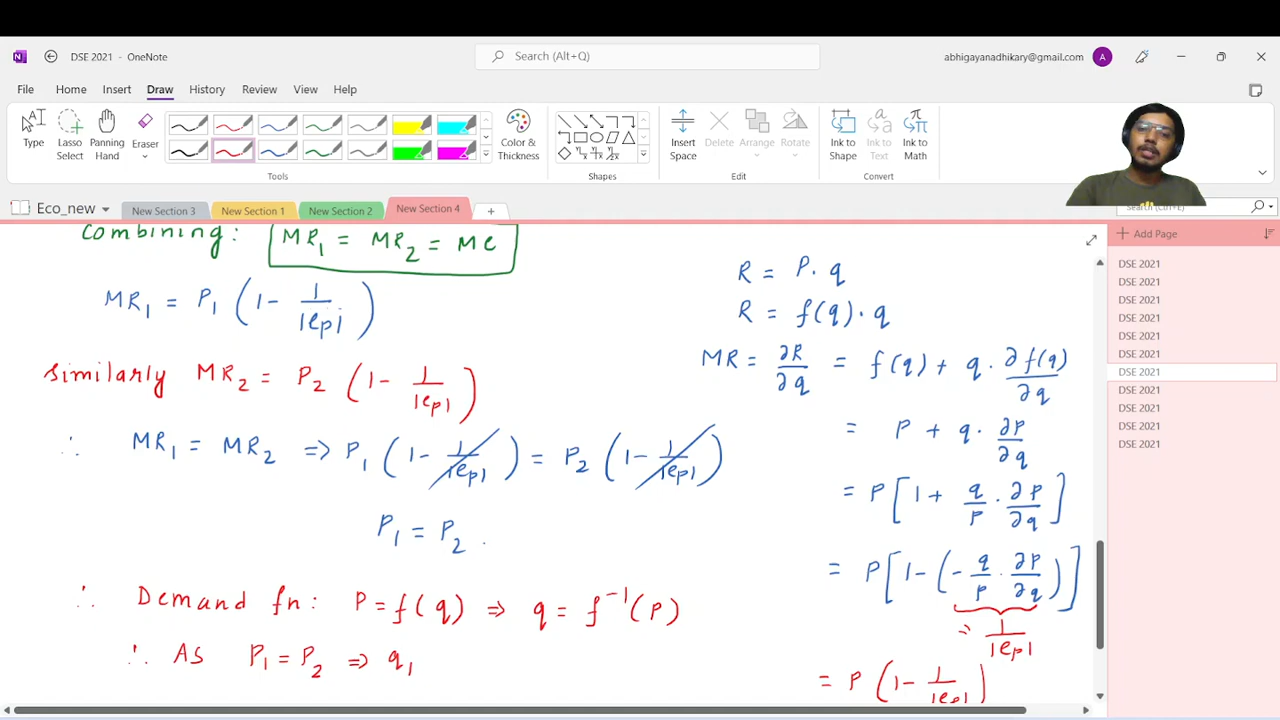 DSE 2021 - OneNote
Search (Alt+Q)
abhigayanadhikary@gmail.com
A
File Home Insert Draw History Review View Help
Type
Lasso Select
Panning Hand
Eraser
Color & Thickness
Insert Space
Delete
Arrange
Rotate
Ink to Shape
Ink to Text
Ink to Math
Tools
Shapes
Edit
Convert
Eco_new
New Section 3
New Section 1
New Section 2
New Section 4
Search (Ctrl+E)
Add Page
DSE 2021
DSE 2021
DSE 2021
DSE 2021
DSE 2021
DSE 2021
DSE 2021
DSE 2021
DSE 2021
DSE 2021
Combining: MR₁ = MR₂ = MC
MR₁ = P₁ (1 - 1/|ep|)
Similarly MR₂ = P₂ (1 - 1/|ep|)
∴ MR₁ = MR₂ ⇒ P₁ (1 - 1/|ep|) = P₂ (1 - 1/|ep|)
P₁ = P₂
∴ Demand fn: P = f(q) ⇒ q = f⁻¹(P)
∴ As P₁ = P₂ ⇒ q₁
R = P. q
R = f(q) · q
MR = ∂R/∂q = f(q) + q · ∂f(q)/∂q
= P + q · ∂P/∂q
= P [1 + q/P · ∂P/∂q]
= P [1 - (- q/P · ∂P/∂q)]
= 1/|ep|
= P (1 - 1/|ep|)